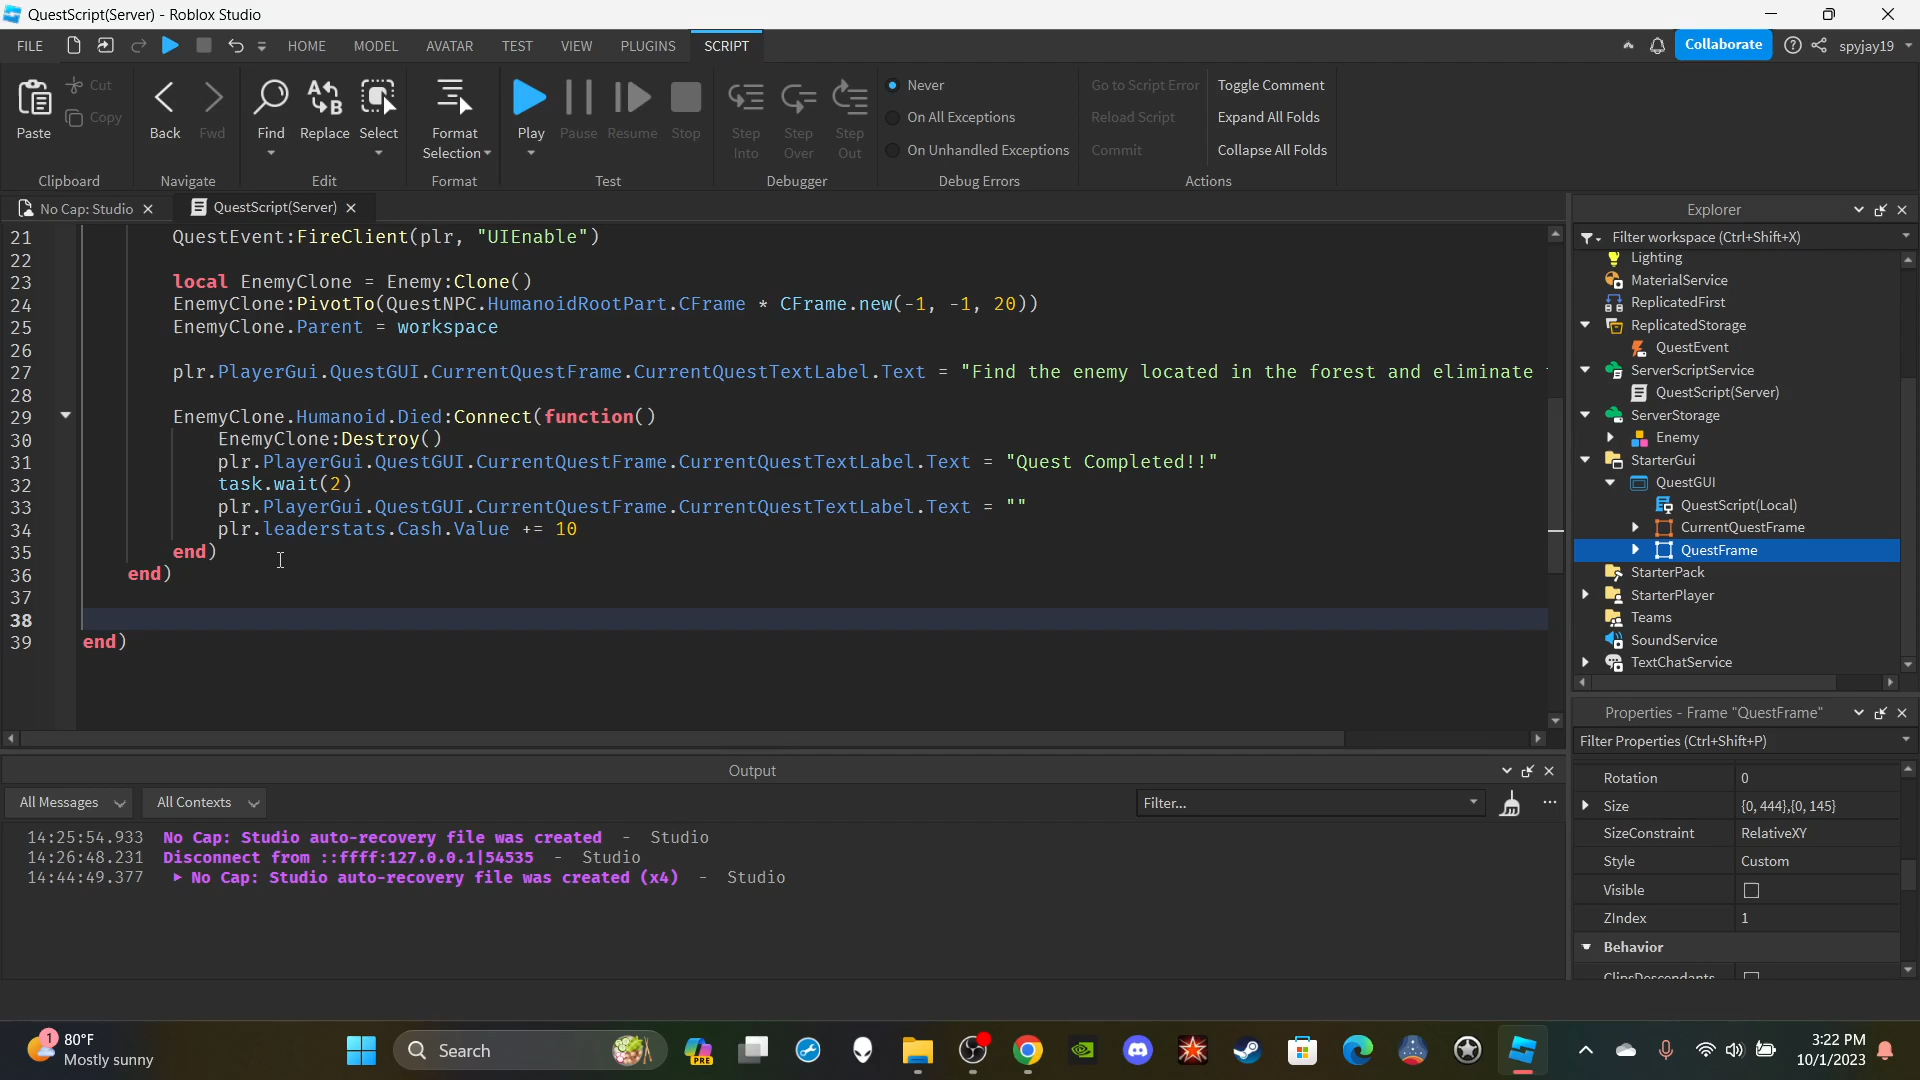 QuestScript(Server) - Roblox Studio
FILE HOME MODEL AVATAR TEST VIEW PLUGINS SCRIPT Collaborate spyjay19
Paste Cut Copy
Clipboard
Back Fwd
Navigate
Find Replace Select
Edit
Format Selection
Format
Play Pause Resume Stop
Test
Step Into Step Over Step Out
Debugger
Never
On All Exceptions
On Unhandled Exceptions
Debug Errors
Go to Script Error
Reload Script
Commit
Toggle Comment
Expand All Folds
Collapse All Folds
Actions
No Cap: Studio QuestScript(Server)
21 QuestEvent:FireClient(plr, "UIEnable")
22
23 local EnemyClone = Enemy:Clone()
24 EnemyClone:PivotTo(QuestNPC.HumanoidRootPart.CFrame * CFrame.new(-1, -1, 20))
25 EnemyClone.Parent = workspace
26
27 plr.PlayerGui.QuestGUI.CurrentQuestFrame.CurrentQuestTextLabel.Text = "Find the enemy located in the forest and eliminate
28
29 EnemyClone.Humanoid.Died:Connect(function()
30 EnemyClone:Destroy()
31 plr.PlayerGui.QuestGUI.CurrentQuestFrame.CurrentQuestTextLabel.Text = "Quest Completed!!"
32 task.wait(2)
33 plr.PlayerGui.QuestGUI.CurrentQuestFrame.CurrentQuestTextLabel.Text = ""
34 plr.leaderstats.Cash.Value += 10
35 end)
36 end)
37
38
39 end)
Output
All Messages All Contexts Filter...
14:25:54.933 No Cap: Studio auto-recovery file was created - Studio
14:26:48.231 Disconnect from ::ffff:127.0.0.1|54535 - Studio
14:44:49.377 No Cap: Studio auto-recovery file was created (x4) - Studio
Explorer
Filter workspace (Ctrl+Shift+X)
Lighting
MaterialService
ReplicatedFirst
ReplicatedStorage
QuestEvent
ServerScriptService
QuestScript(Server)
ServerStorage
Enemy
StarterGui
QuestGUI
QuestScript(Local)
CurrentQuestFrame
QuestFrame
StarterPack
StarterPlayer
Teams
SoundService
TextChatService
Properties - Frame "QuestFrame"
Filter Properties (Ctrl+Shift+P)
Rotation 0
Size {0, 444},{0, 145}
SizeConstraint RelativeXY
Style Custom
Visible
ZIndex 1
Behavior
ClipsDescendants
1 80°F
Mostly sunny
Search
PRE
3:22 PM
10/1/2023